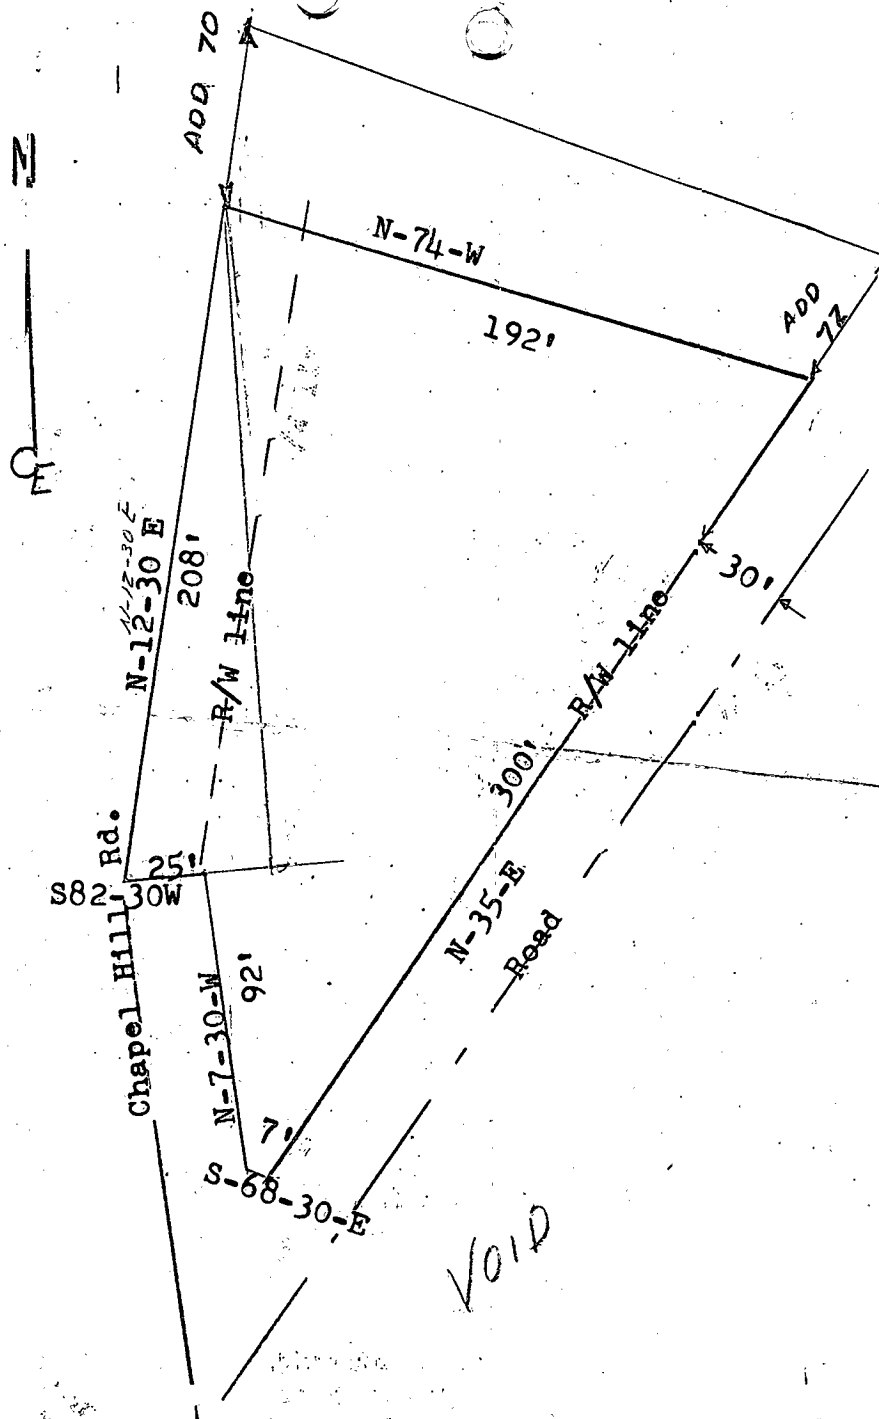 ADD 70
N
N-74-W
192'
ADD
72
N-12-30 E
N-12-30 E
208'
R/W line
30'
R/W line
300'
Chapel Hill Rd.
25'
S82-30W
N-35-E
Road
N-7-30-W
92'
7'
S-68-30-E
VOID